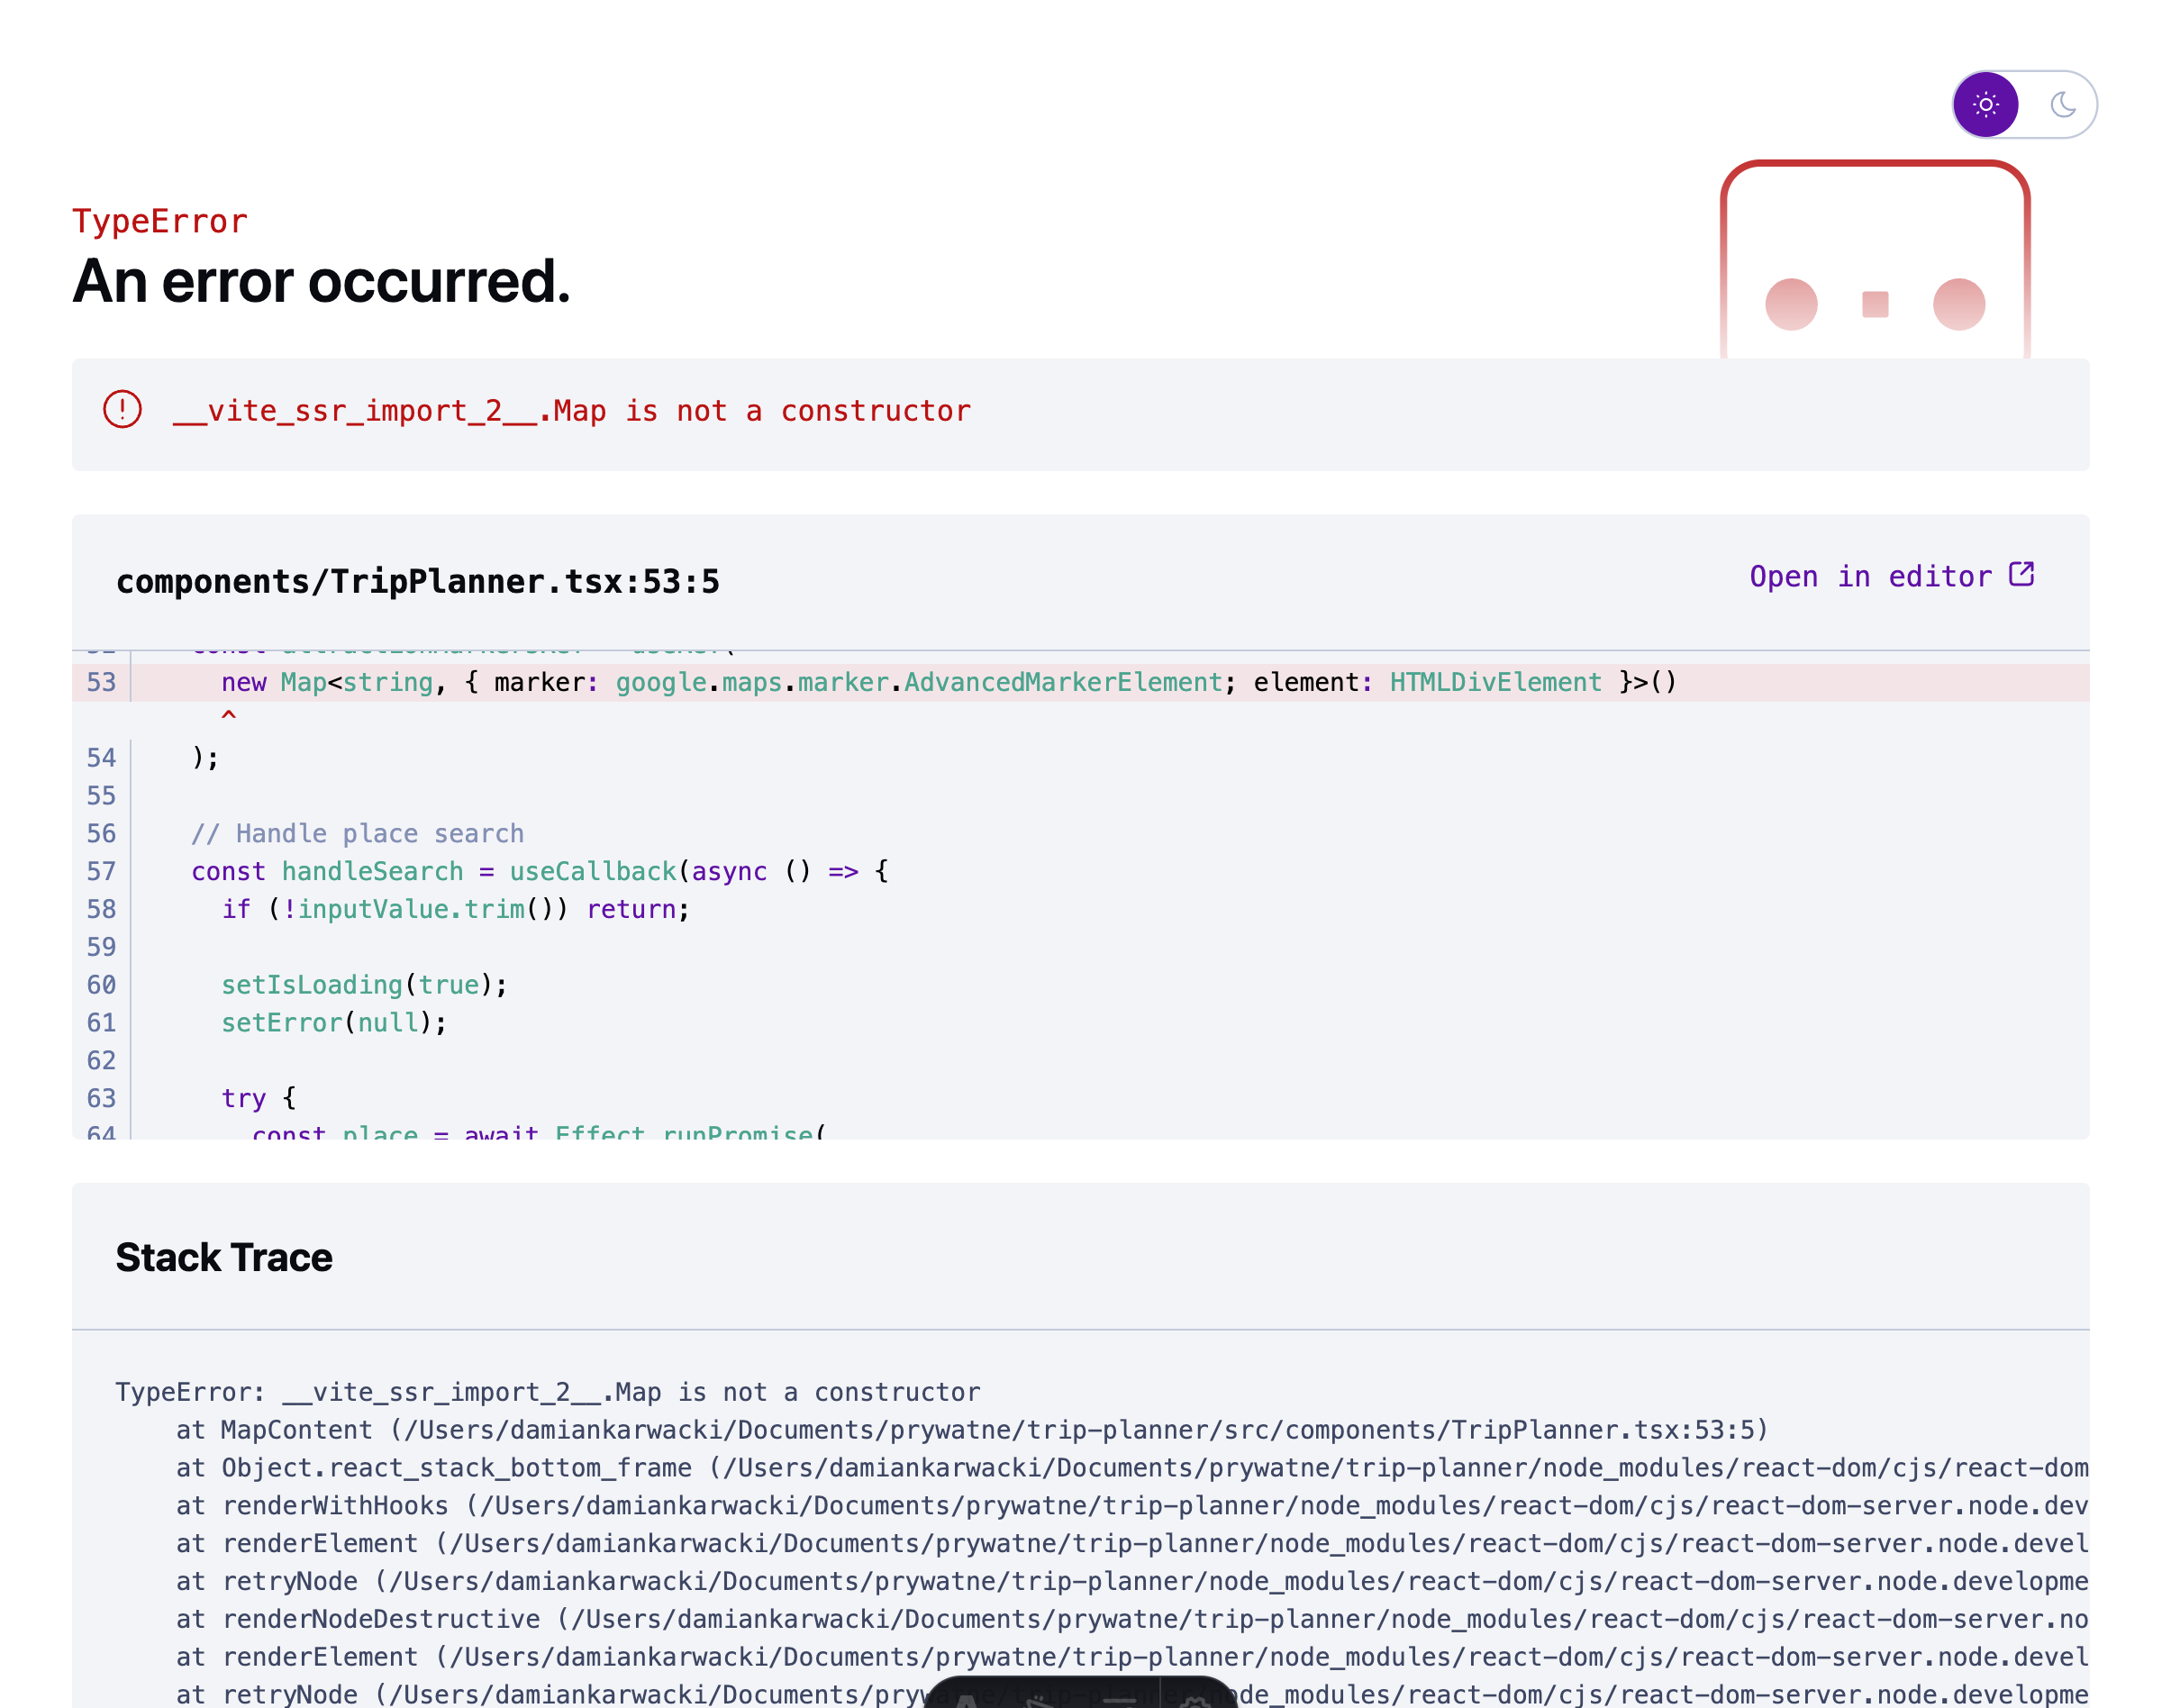 TypeError
An error occurred.
__vite_ssr_import_2__.Map is not a constructor
components/TripPlanner.tsx:53:5
Open in editor
53 new Map<string, { marker: google.maps.marker.AdvancedMarkerElement; element: HTMLDivElement }>()
^
54 );
55
56 // Handle place search
57 const handleSearch = useCallback(async () => {
58 if (!inputValue.trim()) return;
59
60 setIsLoading(true);
61 setError(null);
62
63 try {
64 const place = await Effect.runPromise(
Stack Trace
TypeError: __vite_ssr_import_2__.Map is not a constructor
at MapContent (/Users/damiankarwacki/Documents/prywatne/trip-planner/src/components/TripPlanner.tsx:53:5)
at Object.react_stack_bottom_frame (/Users/damiankarwacki/Documents/prywatne/trip-planner/node_modules/react-dom/cjs/react-dom
at renderWithHooks (/Users/damiankarwacki/Documents/prywatne/trip-planner/node_modules/react-dom/cjs/react-dom-server.node.dev
at renderElement (/Users/damiankarwacki/Documents/prywatne/trip-planner/node_modules/react-dom/cjs/react-dom-server.node.devel
at retryNode (/Users/damiankarwacki/Documents/prywatne/trip-planner/node_modules/react-dom/cjs/react-dom-server.node.developme
at renderNodeDestructive (/Users/damiankarwacki/Documents/prywatne/trip-planner/node_modules/react-dom/cjs/react-dom-server.no
at renderElement (/Users/damiankarwacki/Documents/prywatne/trip-planner/node_modules/react-dom/cjs/react-dom-server.node.devel
at retryNode (/Users/damiankarwacki/Documents/pryw de_modules/react-dom/cjs/react-dom-server.node.developme